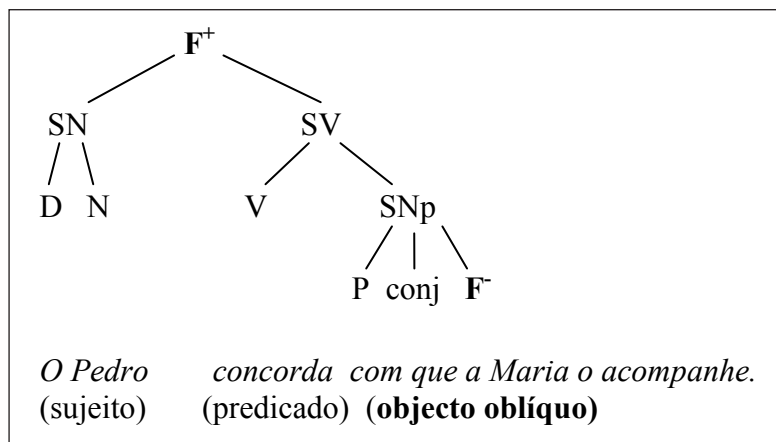 F+
SN SV
D N V SNp
P conj F-
O Pedro concorda com que a Maria o acompanhe.
(sujeito) (predicado) (objecto oblíquo)